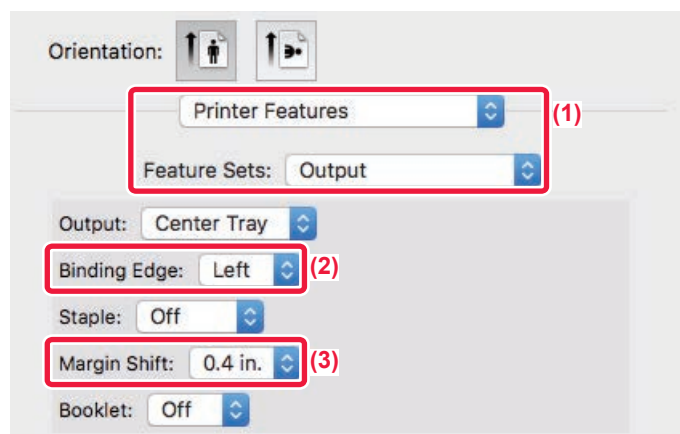 Orientation:
Printer Features
(1)
Feature Sets: Output
Output: Center Tray
Binding Edge: Left
(2)
Staple: Off
Margin Shift: 0.4 in.
(3)
Booklet: Off